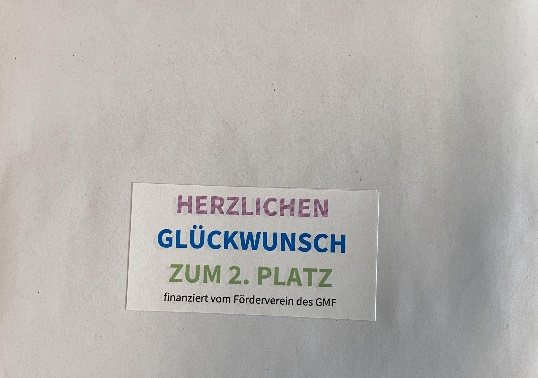 HERZLICHEN
GLÜCKWUNSCH
ZUM 2. PLATZ
finanziert vom Förderverein des GMF